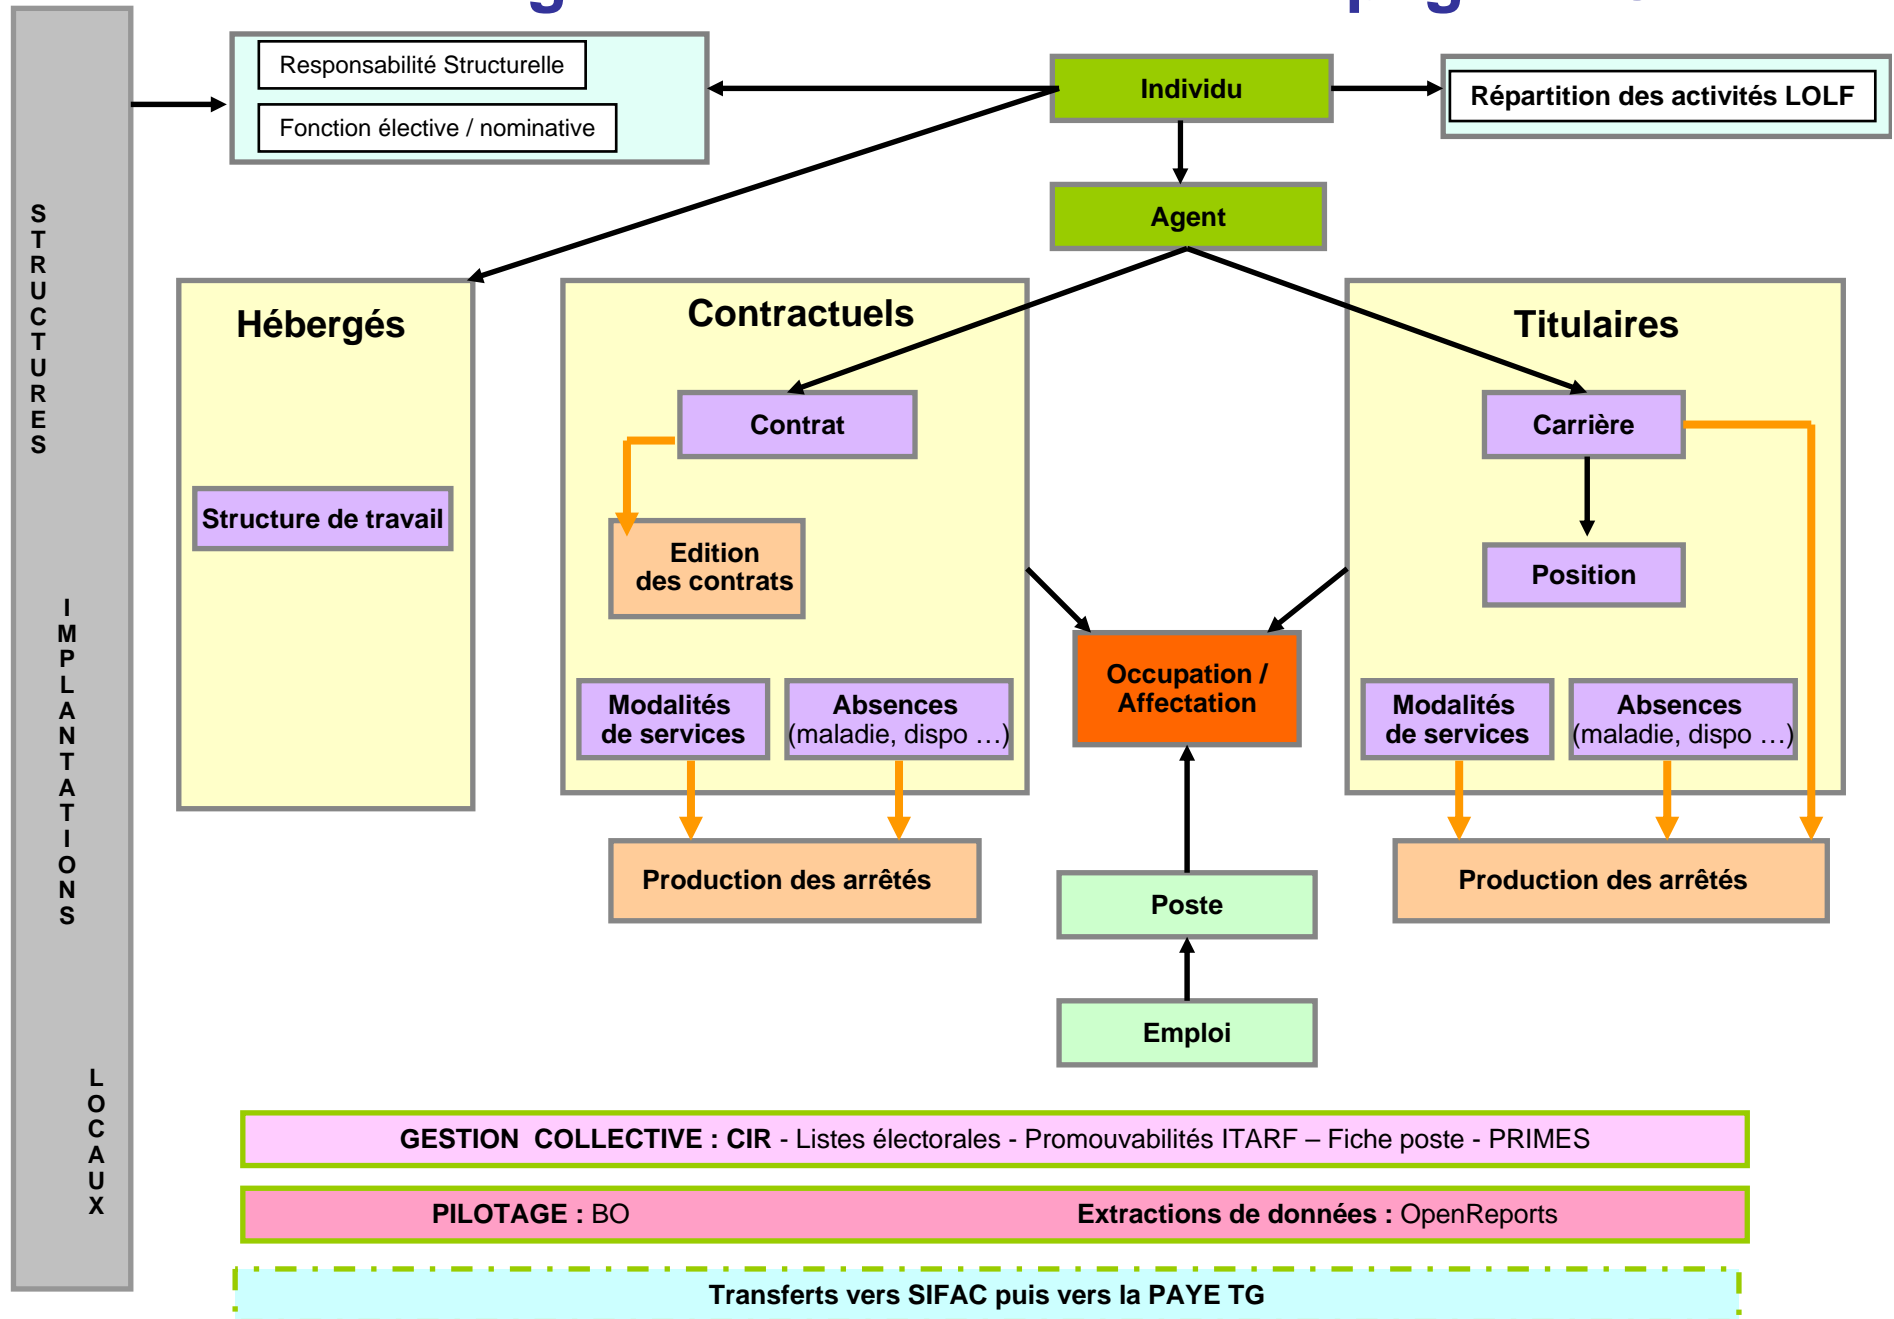 Responsabilité Structurelle
Fonction élective / nominative
Individu
Répartition des activités LOLF
Agent
STRUCTURES
IMPLANTATIONS
LOCAUX
Hébergés
Structure de travail
Contractuels
Contrat
Edition
des contrats
Modalités
de services
Absences
(maladie, dispo …)
Production des arrêtés
Titulaires
Carrière
Position
Modalités
de services
Absences
(maladie, dispo …)
Production des arrêtés
Occupation /
Affectation
Poste
Emploi
GESTION COLLECTIVE : CIR - Listes électorales - Promouvabilités ITARF – Fiche poste - PRIMES
PILOTAGE : BO
Extractions de données : OpenReports
Transferts vers SIFAC puis vers la PAYE TG